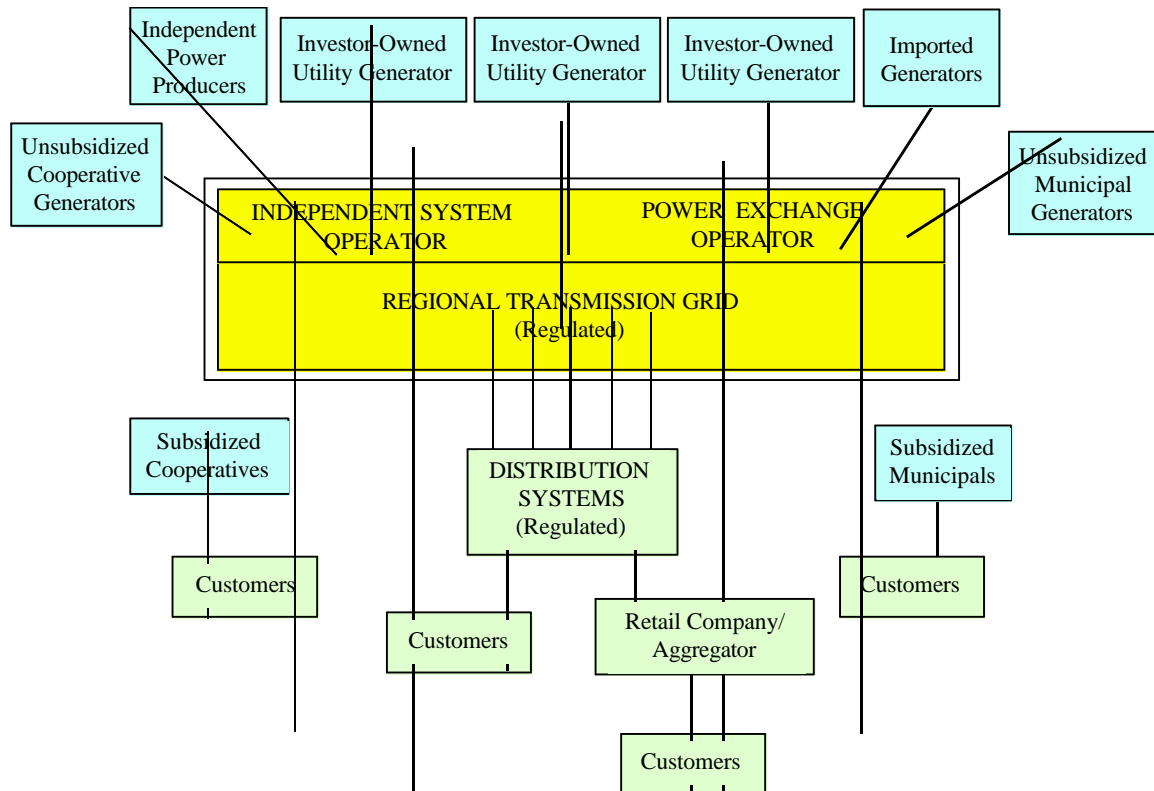 Independent
Power
Producers
Investor-Owned
Utility Generator
Investor-Owned
Utility Generator
Investor-Owned
Utility Generator
Imported
Generators
Unsubsidized
Cooperative
Generators
Unsubsidized
Municipal
Generators
INDEPENDENT SYSTEM
OPERATOR
POWER EXCHANGE
OPERATOR
REGIONAL TRANSMISSION GRID
(Regulated)
Subsidized
Cooperatives
DISTRIBUTION
SYSTEMS
(Regulated)
Subsidized
Municipals
Customers
Customers
Customers
Retail Company/
Aggregator
Customers